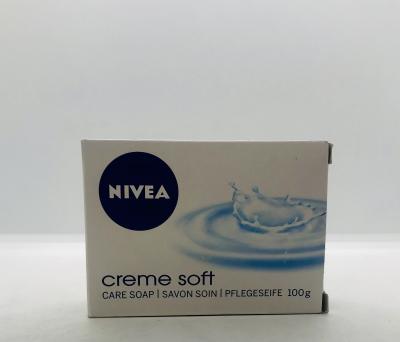 NIVEA
creme soft
CARE SOAP | SAVON SOIN | PFLEGESEIFE 100g